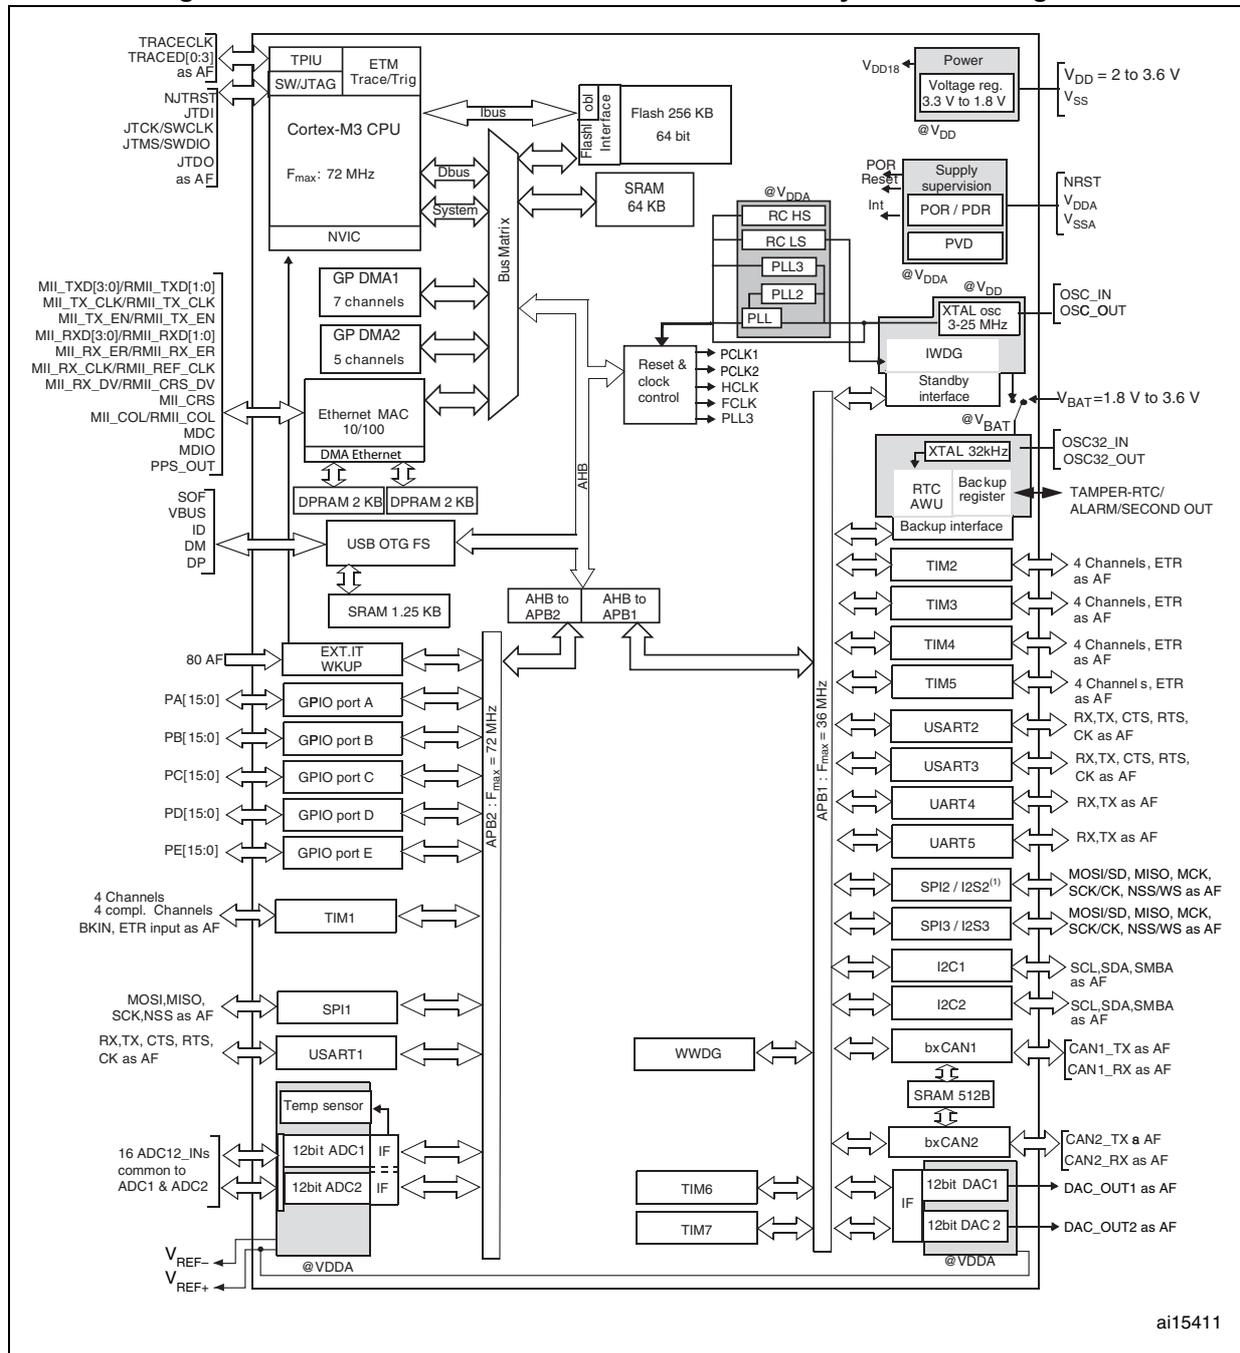 TRACECLK
TRACED[0:3]
as AF
TPIU
ETM
Trace/Trig
SW/JTAG
NJTRST
JTDI
JTCK/SWCLK
JTMS/SWDIO
JTDO
as AF
Cortex-M3 CPU
Fmax: 72 MHz
NVIC
Ibus
Dbus
System
Flashl obl
Interface
Flash 256 KB
64 bit
SRAM
64 KB
Bus Matrix
VDD18
Power
Voltage reg.
3.3 V to 1.8 V
@VDD
VDD = 2 to 3.6 V
VSS
POR
Reset
Int
Supply
supervision
POR / PDR
PVD
@VDDA
NRST
VDDA
VSSA
@VDDA
RC HS
RC LS
PLL3
PLL2
PLL
@VDD
XTAL osc
3-25 MHz
OSC_IN
OSC_OUT
IWDG
Standby
interface
VBAT=1.8 V to 3.6 V
@VBAT
GP DMA1
7 channels
GP DMA2
5 channels
Reset &
clock
control
PCLK1
PCLK2
HCLK
FCLK
PLL3
MII_TXD[3:0]/RMII_TXD[1:0]
MII_TX_CLK/RMII_TX_CLK
MII_TX_EN/RMII_TX_EN
MII_RXD[3:0]/RMII_RXD[1:0]
MII_RX_ER/RMII_RX_ER
MII_RX_CLK/RMII_REF_CLK
MII_RX_DV/RMII_CRS_DV
MII_CRS
MII_COL/RMII_COL
MDC
MDIO
PPS_OUT
Ethernet MAC
10/100
DMA Ethernet
DPRAM 2 KB
DPRAM 2 KB
AHB
XTAL 32kHz
OSC32_IN
OSC32_OUT
RTC
AWU
Backup
register
TAMPER-RTC/
ALARM/SECOND OUT
Backup interface
SOF
VBUS
ID
DM
DP
USB OTG FS
SRAM 1.25 KB
AHB to
APB2
AHB to
APB1
80 AF
EXT.IT
WKUP
PA[15:0]
GPIO port A
PB[15:0]
GPIO port B
PC[15:0]
GPIO port C
PD[15:0]
GPIO port D
PE[15:0]
GPIO port E
APB2 : Fmax = 72 MHz
APB1 : Fmax = 36 MHz
4 Channels
4 compl. Channels
BKIN, ETR input as AF
TIM1
MOSI,MISO,
SCK,NSS as AF
SPI1
RX,TX, CTS, RTS,
CK as AF
USART1
Temp sensor
16 ADC12_INs
common to
ADC1 & ADC2
12bit ADC1
IF
12bit ADC2
IF
VREF–
VREF+
@VDDA
TIM2
4 Channels, ETR
as AF
TIM3
4 Channels, ETR
as AF
TIM4
4 Channels, ETR
as AF
TIM5
4 Channels, ETR
as AF
USART2
RX,TX, CTS, RTS,
CK as AF
USART3
RX,TX, CTS, RTS,
CK as AF
UART4
RX,TX as AF
UART5
RX,TX as AF
SPI2 / I2S2(1)
MOSI/SD, MISO, MCK,
SCK/CK, NSS/WS as AF
SPI3 / I2S3
MOSI/SD, MISO, MCK,
SCK/CK, NSS/WS as AF
I2C1
SCL,SDA,SMBA
as AF
I2C2
SCL,SDA,SMBA
as AF
WWDG
bxCAN1
CAN1_TX as AF
CAN1_RX as AF
SRAM 512B
bxCAN2
CAN2_TX a AF
CAN2_RX as AF
TIM6
TIM7
IF
12bit DAC1
DAC_OUT1 as AF
12bit DAC 2
DAC_OUT2 as AF
@VDDA
ai15411